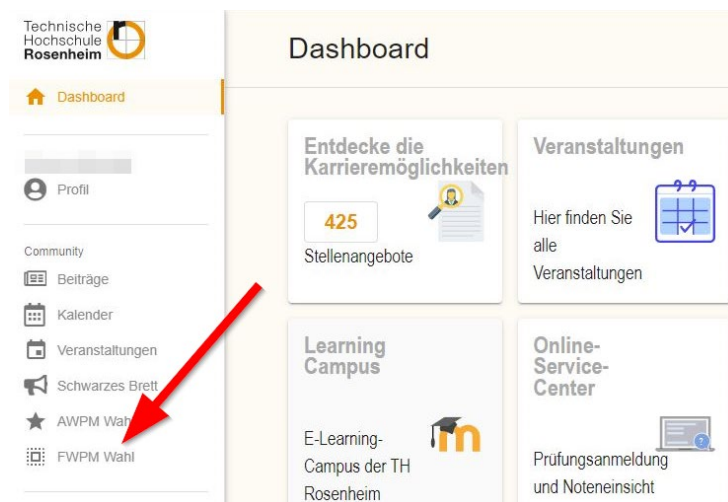 Technische
Hochschule
Rosenheim
Dashboard
Profil
Community
Beiträge
Kalender
Veranstaltungen
Schwarzes Brett
AWPM Wahl
FWPM Wahl
Dashboard
Entdecke die
Karrieremöglichkeiten
425
Stellenangebote
Veranstaltungen
Hier finden Sie
alle
Veranstaltungen
Learning
Campus
E-Learning-
Campus der TH
Rosenheim
Online-
Service-
Center
Prüfungsanmeldung
und Noteneinsicht